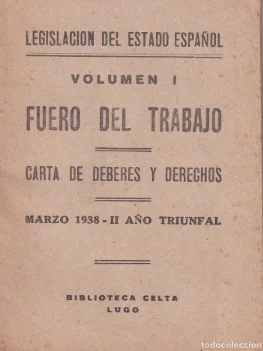 LEGISLACION DEL ESTADO ESPAÑOL
VOLUMEN I
FUERO DEL TRABAJO
CARTA DE DEBERES Y DERECHOS
MARZO 1938 - II AÑO TRIUNFAL
BIBLIOTECA CELTA
LUGO
todocoleccion